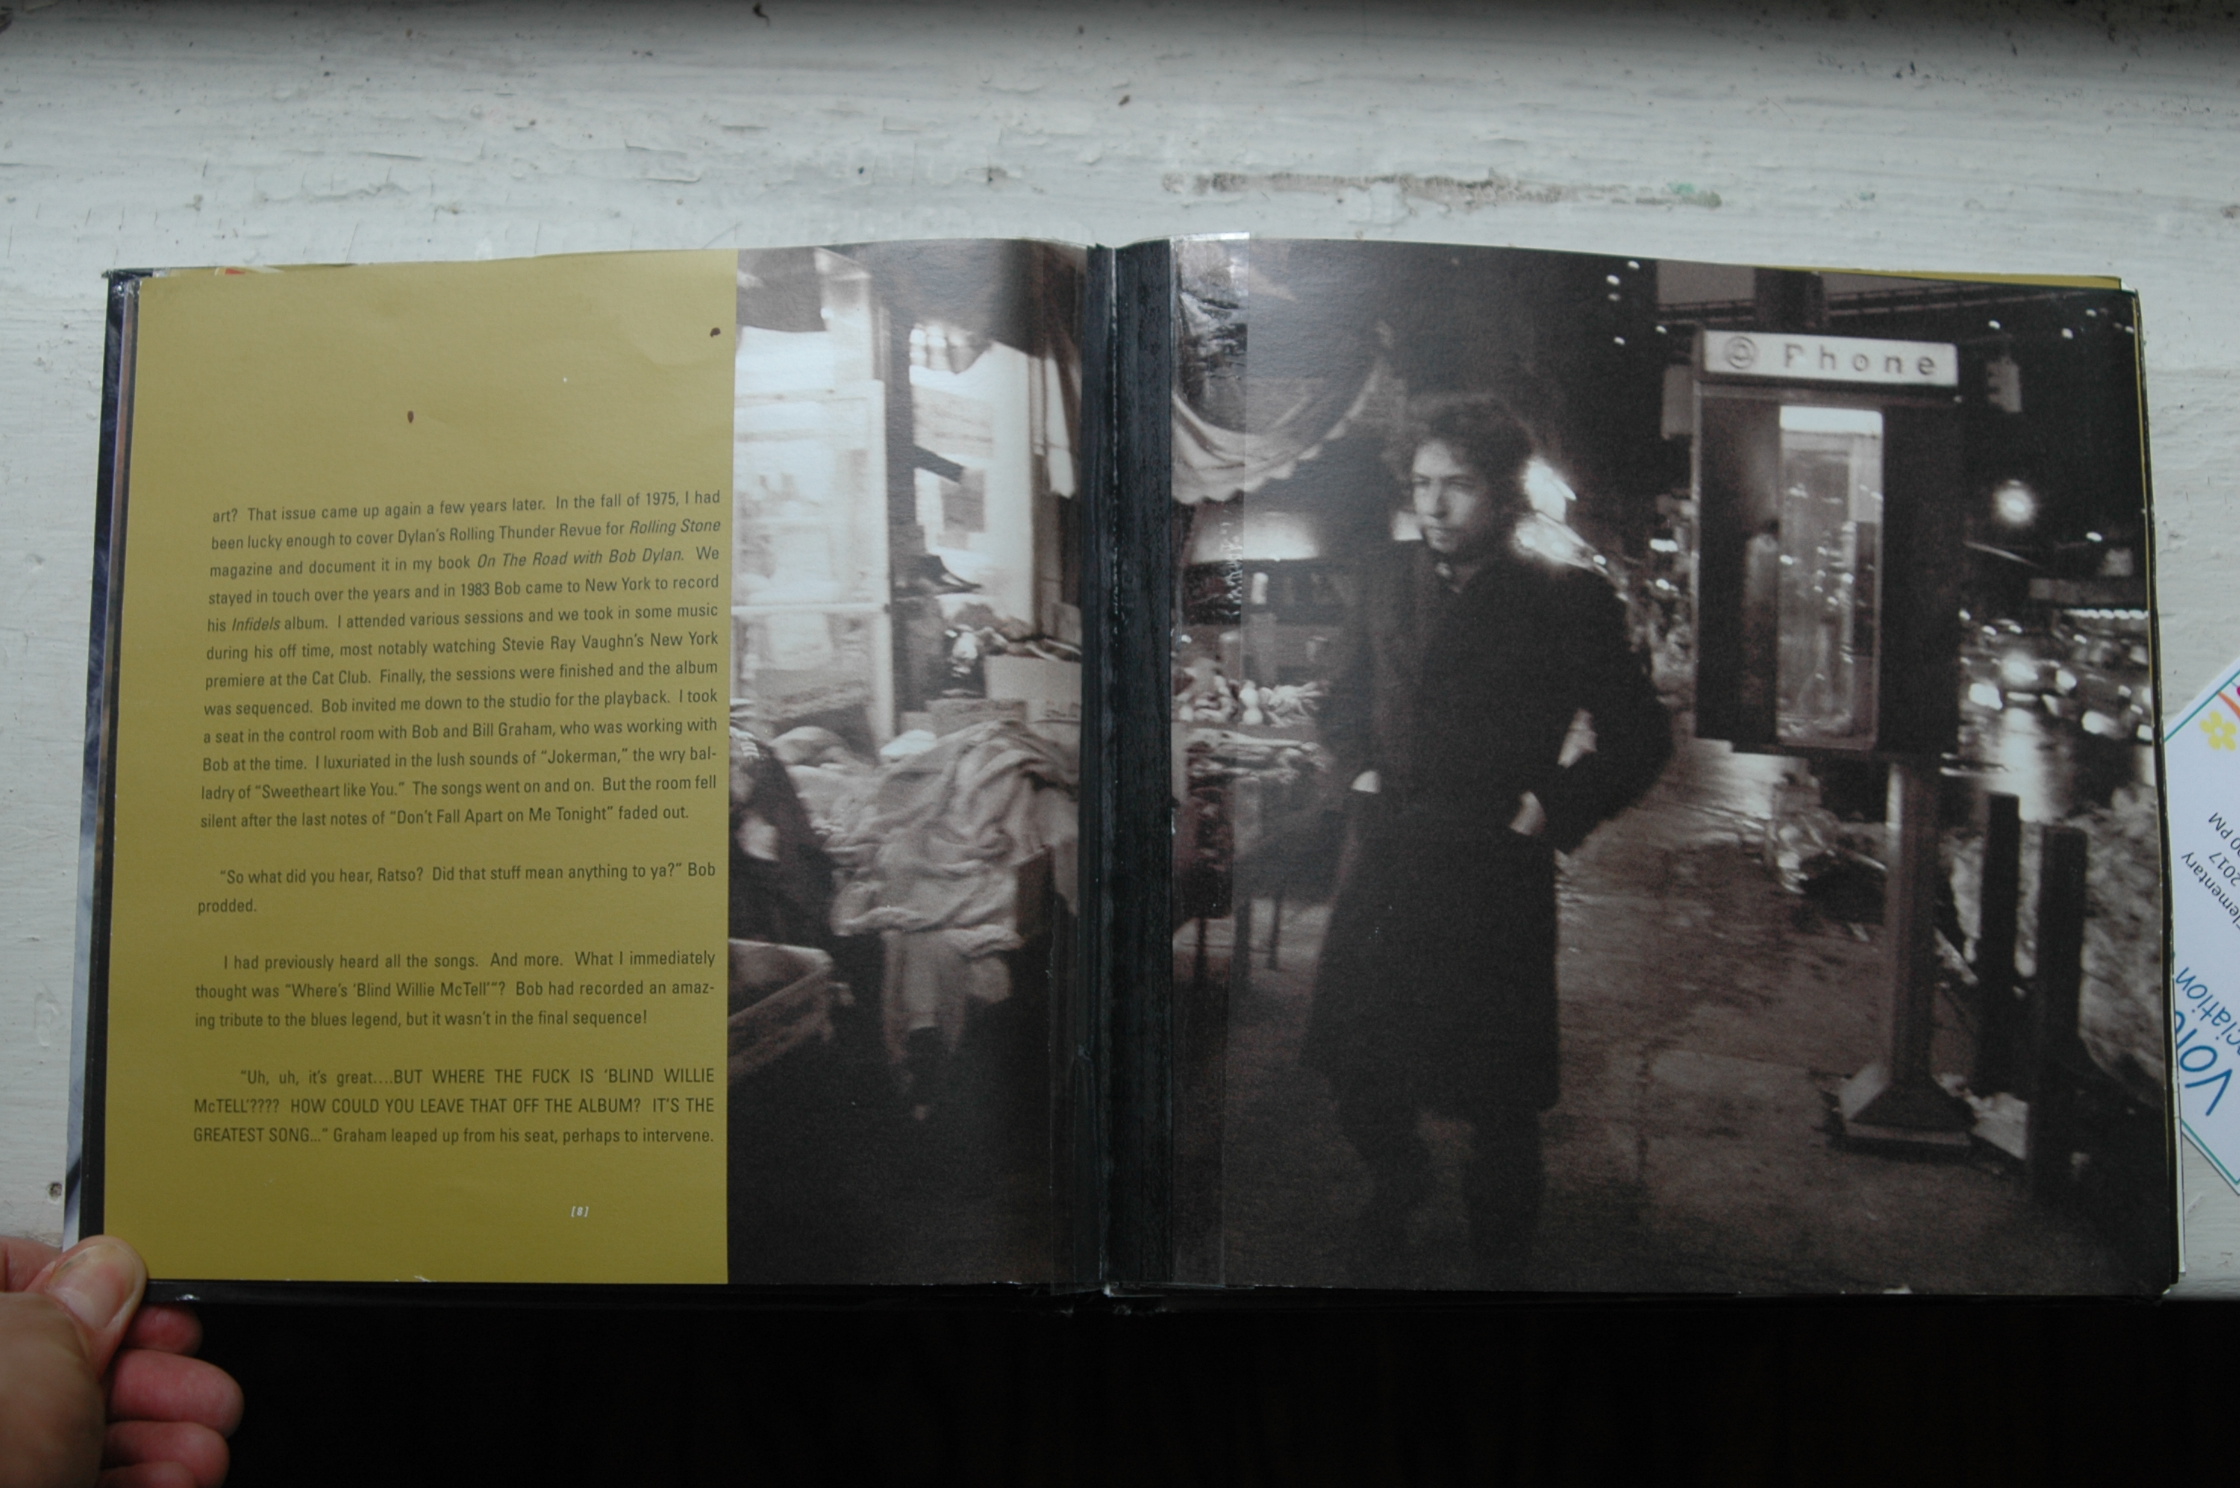 art? That issue came up again a few years later. In the fall of 1975, I had
been lucky enough to cover Dylan's Rolling Thunder Revue for Rolling Stone
magazine and document it in my book On The Road with Bob Dylan. We
stayed in touch over the years and in 1983 Bob came to New York to record
his Infidels album. I attended various sessions and we took in some music
during his off time, most notably watching Stevie Ray Vaughn's New York
premiere at the Cat Club. Finally, the sessions were finished and the album
was sequenced. Bob invited me down to the studio for the playback. I took
a seat in the control room with Bob and Bill Graham, who was working with
Bob at the time. I luxuriated in the lush sounds of “Jokerman,” the wry bal-
ladry of “Sweetheart like You.” The songs went on and on. But the room fell
silent after the last notes of “Don't Fall Apart on Me Tonight” faded out.
“So what did you hear, Ratso? Did that stuff mean anything to ya?” Bob
prodded.
I had previously heard all the songs. And more. What I immediately
thought was “Where's ‘Blind Willie McTell’”? Bob had recorded an amaz-
ing tribute to the blues legend, but it wasn't in the final sequence!
“Uh, uh, it's great....BUT WHERE THE FUCK IS ‘BLIND WILLIE
McTELL’???? HOW COULD YOU LEAVE THAT OFF THE ALBUM? IT'S THE
GREATEST SONG...” Graham leaped up from his seat, perhaps to intervene.
[8]
Phone
2017